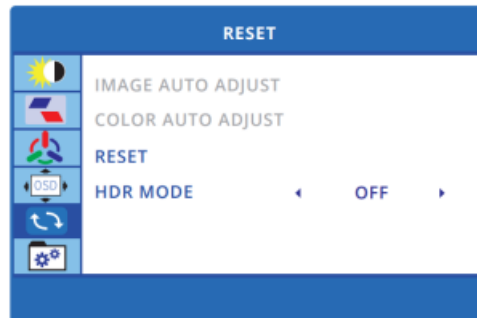 RESET
IMAGE AUTO ADJUST
COLOR AUTO ADJUST
RESET
HDR MODE OFF
OSD